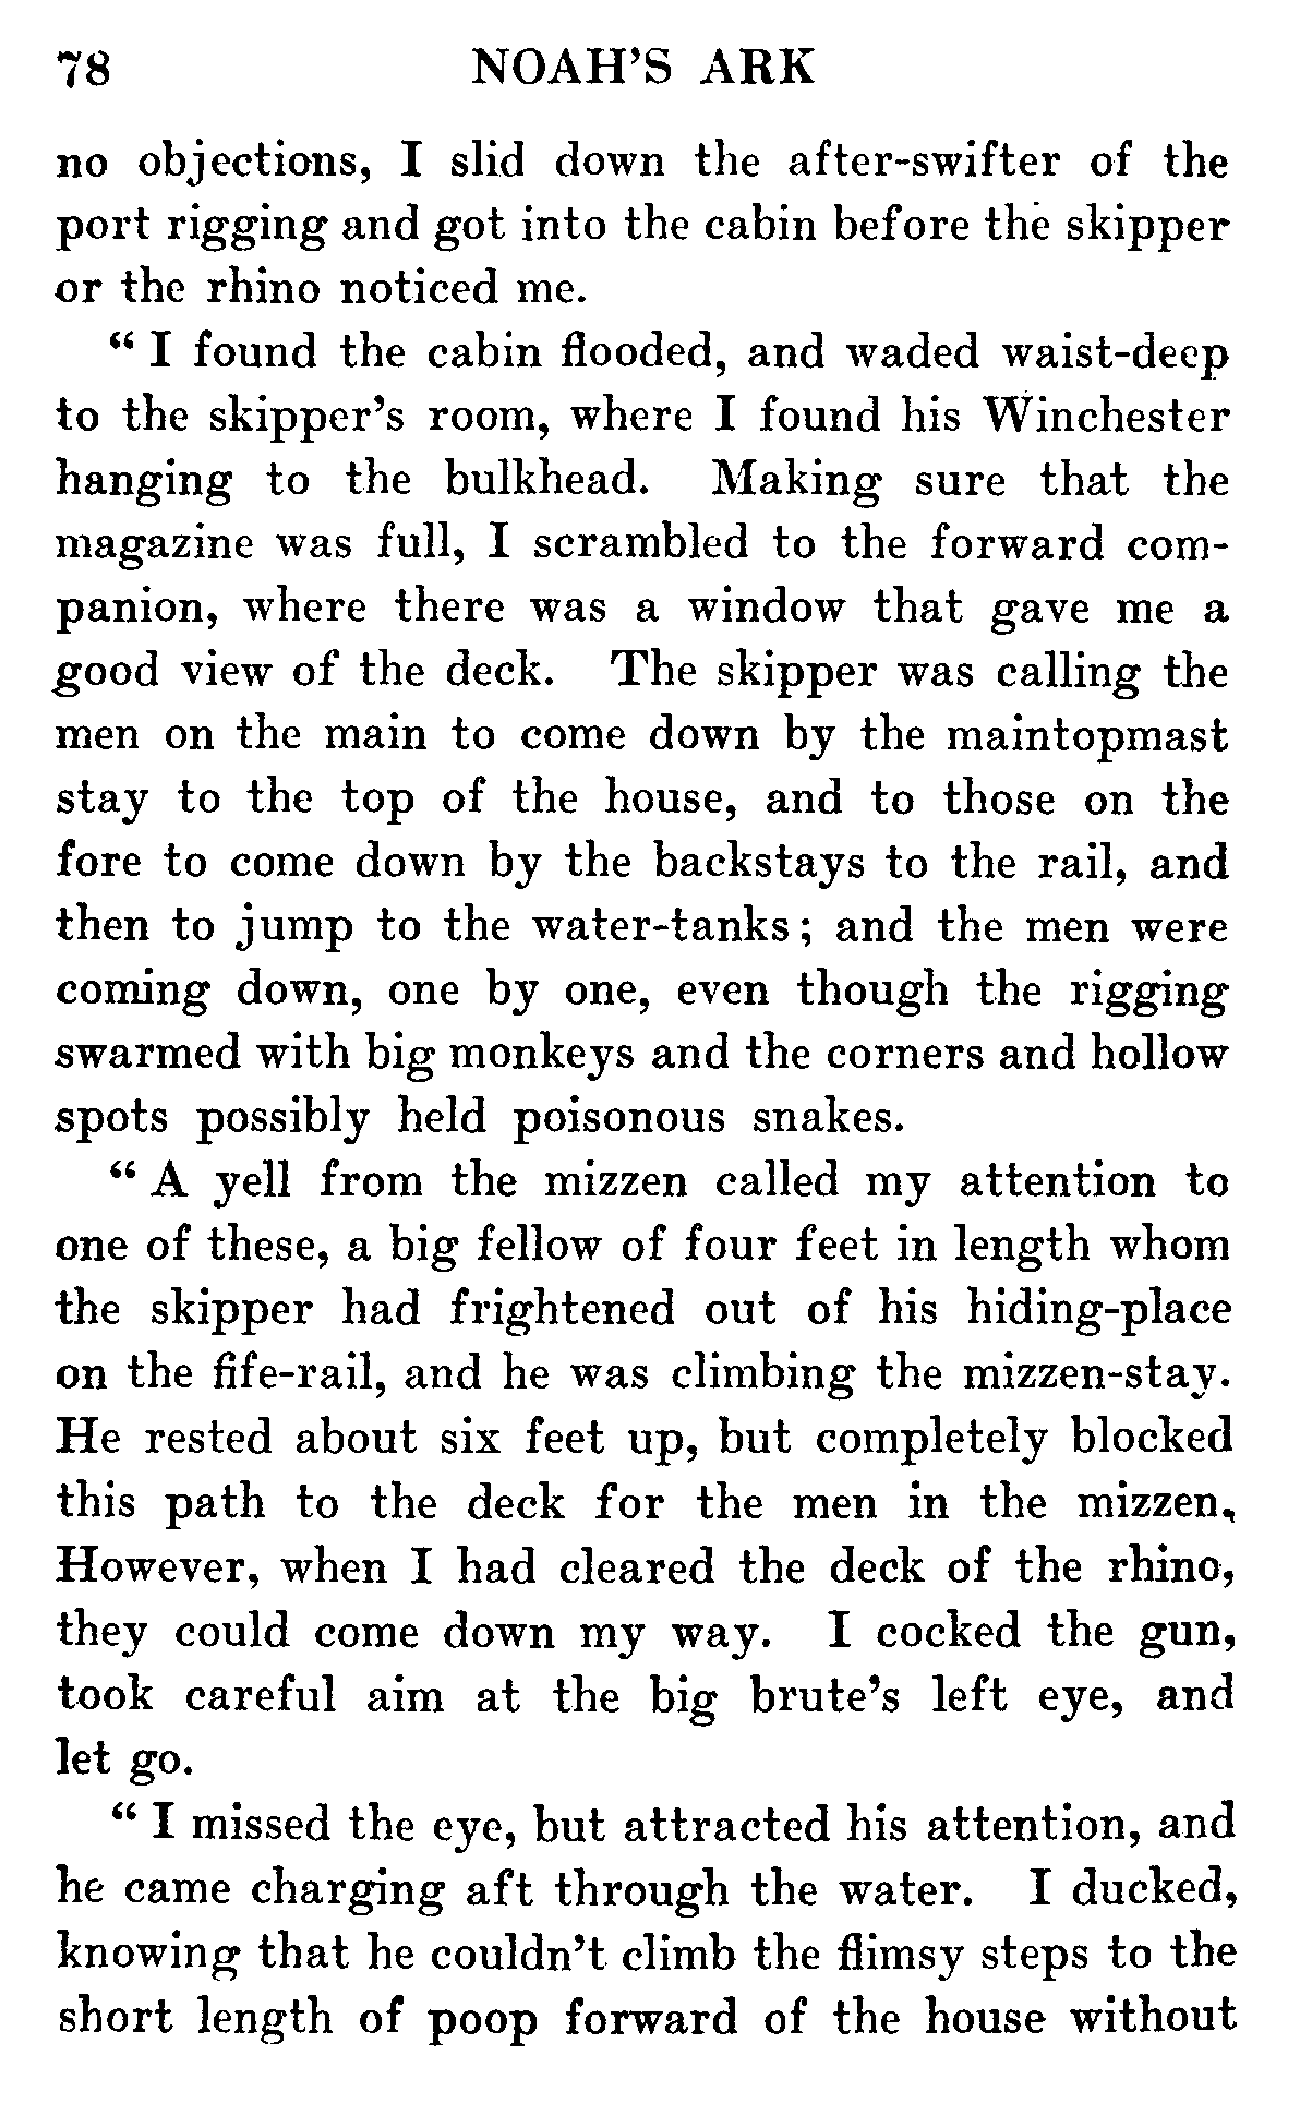 78 NOAH'S ARK
no objections, I slid down the after-swifter of the
port rigging and got into the cabin before the skipper
or the rhino noticed me.
“ I found the cabin flooded, and waded waist-deep
to the skipper's room, where I found his Winchester
hanging to the bulkhead. Making sure that the
magazine was full, I scrambled to the forward com-
panion, where there was a window that gave me a
good view of the deck. The skipper was calling the
men on the main to come down by the maintopmast
stay to the top of the house, and to those on the
fore to come down by the backstays to the rail, and
then to jump to the water-tanks; and the men were
coming down, one by one, even though the rigging
swarmed with big monkeys and the corners and hollow
spots possibly held poisonous snakes.
“ A yell from the mizzen called my attention to
one of these, a big fellow of four feet in length whom
the skipper had frightened out of his hiding-place
on the fife-rail, and he was climbing the mizzen-stay.
He rested about six feet up, but completely blocked
this path to the deck for the men in the mizzen,
However, when I had cleared the deck of the rhino,
they could come down my way. I cocked the gun,
took careful aim at the big brute's left eye, and
let go.
“ I missed the eye, but attracted his attention, and
he came charging aft through the water. I ducked,
knowing that he couldn't climb the flimsy steps to the
short length of poop forward of the house without